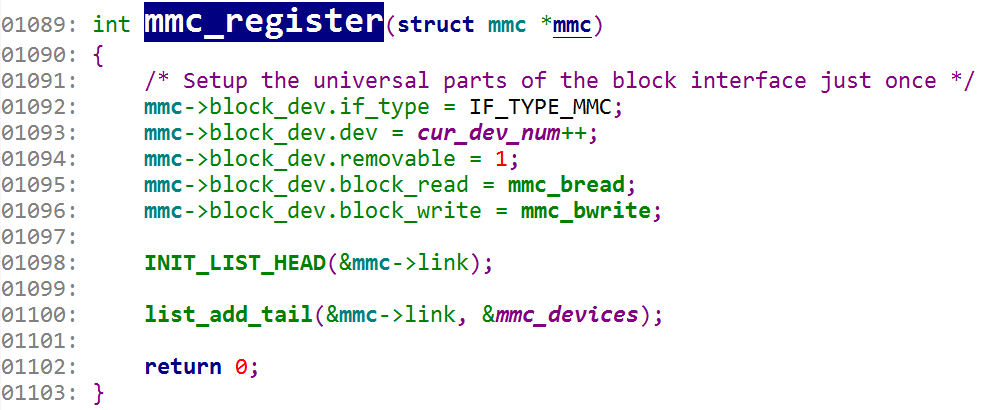 01089: int mmc_register(struct mmc *mmc)
01090: {
01091:     /* Setup the universal parts of the block interface just once */
01092:     mmc->block_dev.if_type = IF_TYPE_MMC;
01093:     mmc->block_dev.dev = cur_dev_num++;
01094:     mmc->block_dev.removable = 1;
01095:     mmc->block_dev.block_read = mmc_bread;
01096:     mmc->block_dev.block_write = mmc_bwrite;
01097:
01098:     INIT_LIST_HEAD(&mmc->link);
01099:
01100:     list_add_tail(&mmc->link, &mmc_devices);
01101:
01102:     return 0;
01103: }